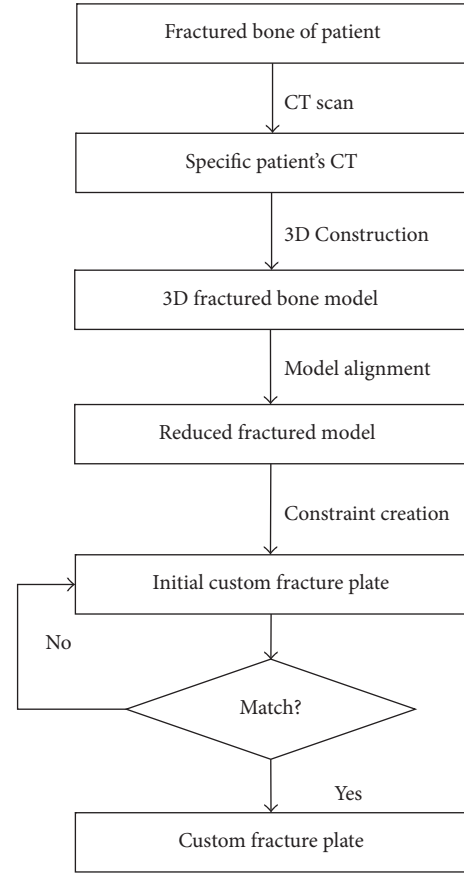 Fractured bone of patient
CT scan
Specific patient's CT
3D Construction
3D fractured bone model
Model alignment
Reduced fractured model
Constraint creation
Initial custom fracture plate
No
Match?
Yes
Custom fracture plate